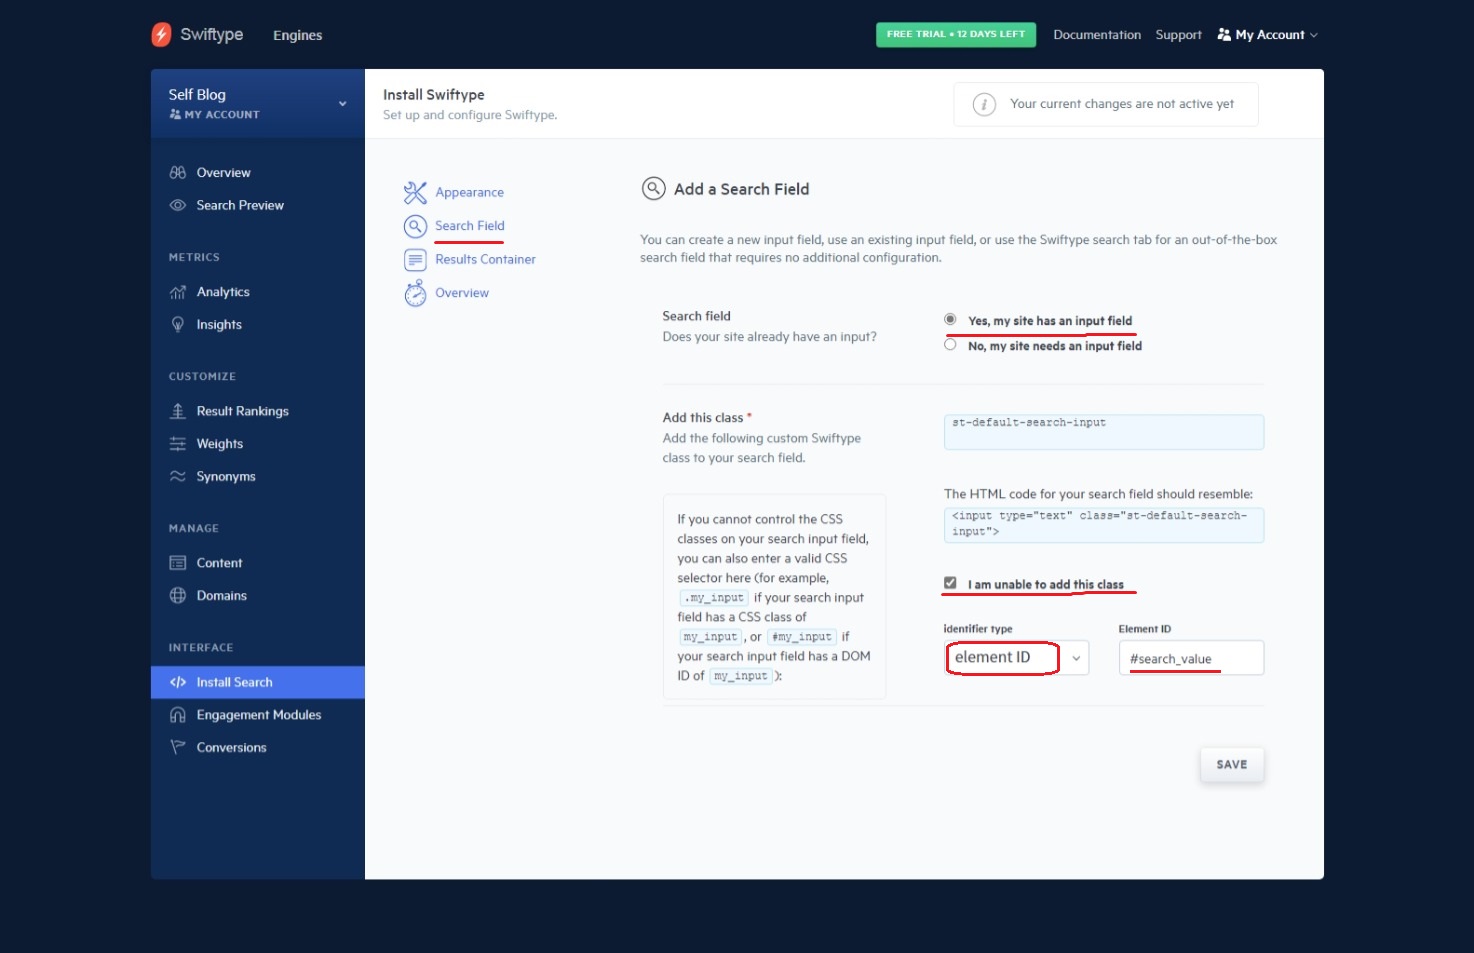 Swiftype
Engines
FREE TRIAL • 12 DAYS LEFT
Documentation
Support
My Account
Self Blog
MY ACCOUNT
Overview
Search Preview
METRICS
Analytics
Insights
CUSTOMIZE
Result Rankings
Weights
Synonyms
MANAGE
Content
Domains
INTERFACE
</> Install Search
Engagement Modules
Conversions
Install Swiftype
Set up and configure Swiftype.
i Your current changes are not active yet
Appearance
Search Field
Results Container
Overview
Add a Search Field
You can create a new input field, use an existing input field, or use the Swiftype search tab for an out-of-the-box
search field that requires no additional configuration.
Search field
Does your site already have an input?
Yes, my site has an input field
No, my site needs an input field
Add this class *
Add the following custom Swiftype
class to your search field.
st-default-search-input
If you cannot control the CSS
classes on your search input field,
you can also enter a valid CSS
selector here (for example,
.my_input if your search input
field has a CSS class of
my_input, or #my_input if
your search input field has a DOM
ID of my_input):
The HTML code for your search field should resemble:
<input type="text" class="st-default-search-
input">
I am unable to add this class
identifier type
element ID
Element ID
#search_value
SAVE